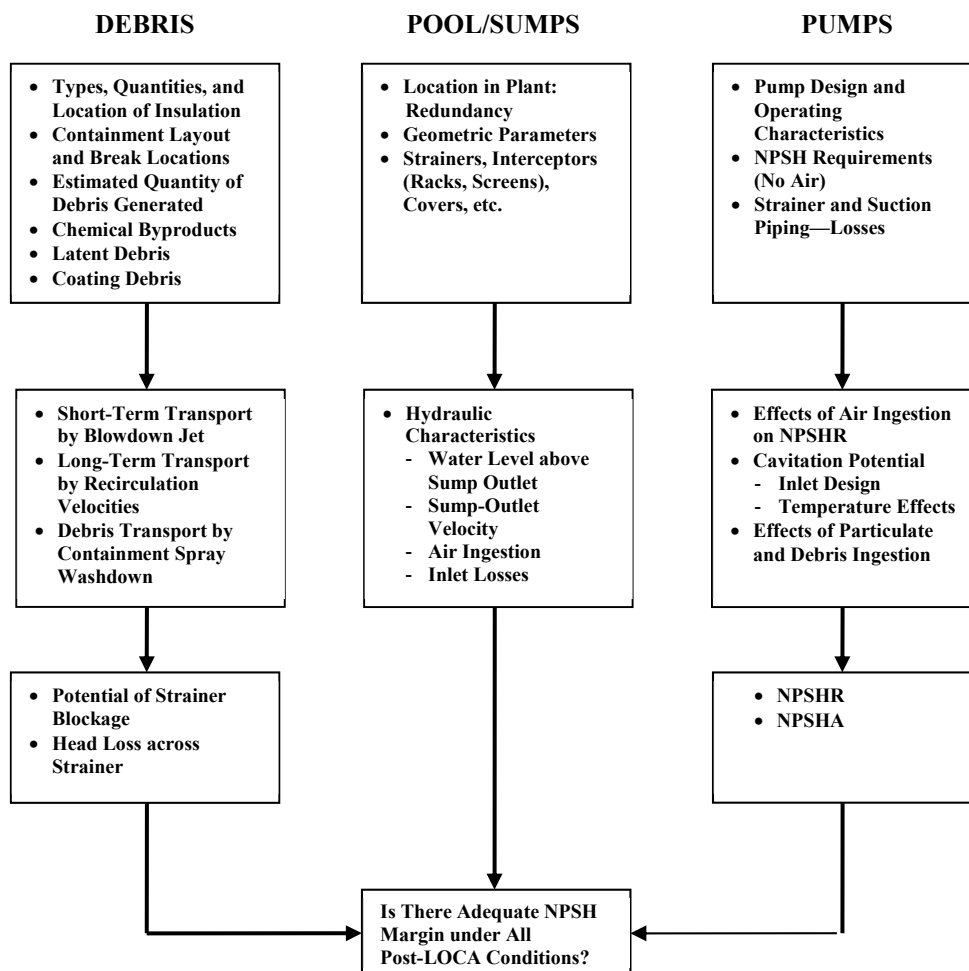 DEBRIS
POOL/SUMPS
PUMPS
• Types, Quantities, and
Location of Insulation
• Containment Layout
and Break Locations
• Estimated Quantity of
Debris Generated
• Chemical Byproducts
• Latent Debris
• Coating Debris
• Location in Plant:
Redundancy
• Geometric Parameters
• Strainers, Interceptors
(Racks, Screens),
Covers, etc.
• Pump Design and
Operating
Characteristics
• NPSH Requirements
(No Air)
• Strainer and Suction
Piping—Losses
• Short-Term Transport
by Blowdown Jet
• Long-Term Transport
by Recirculation
Velocities
• Debris Transport by
Containment Spray
Washdown
• Hydraulic
Characteristics
- Water Level above
Sump Outlet
- Sump-Outlet
Velocity
- Air Ingestion
- Inlet Losses
• Effects of Air Ingestion
on NPSHR
• Cavitation Potential
- Inlet Design
- Temperature Effects
• Effects of Particulate
and Debris Ingestion
• Potential of Strainer
Blockage
• Head Loss across
Strainer
• NPSHR
• NPSHA
Is There Adequate NPSH
Margin under All
Post-LOCA Conditions?